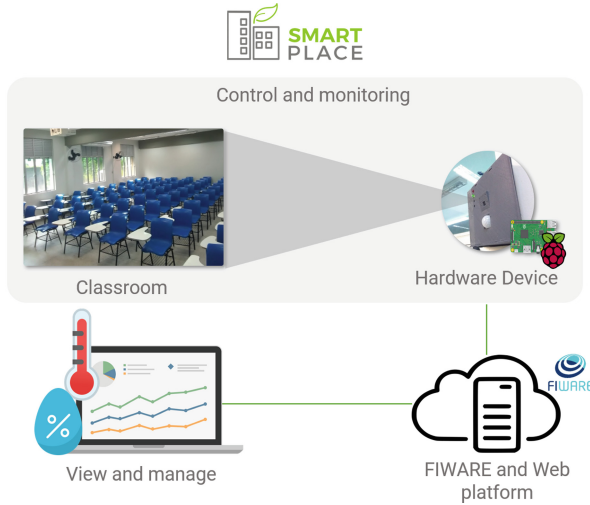 SMART
PLACE
Control and monitoring
Classroom
Hardware Device
%
FIWARE
View and manage
FIWARE and Web
platform